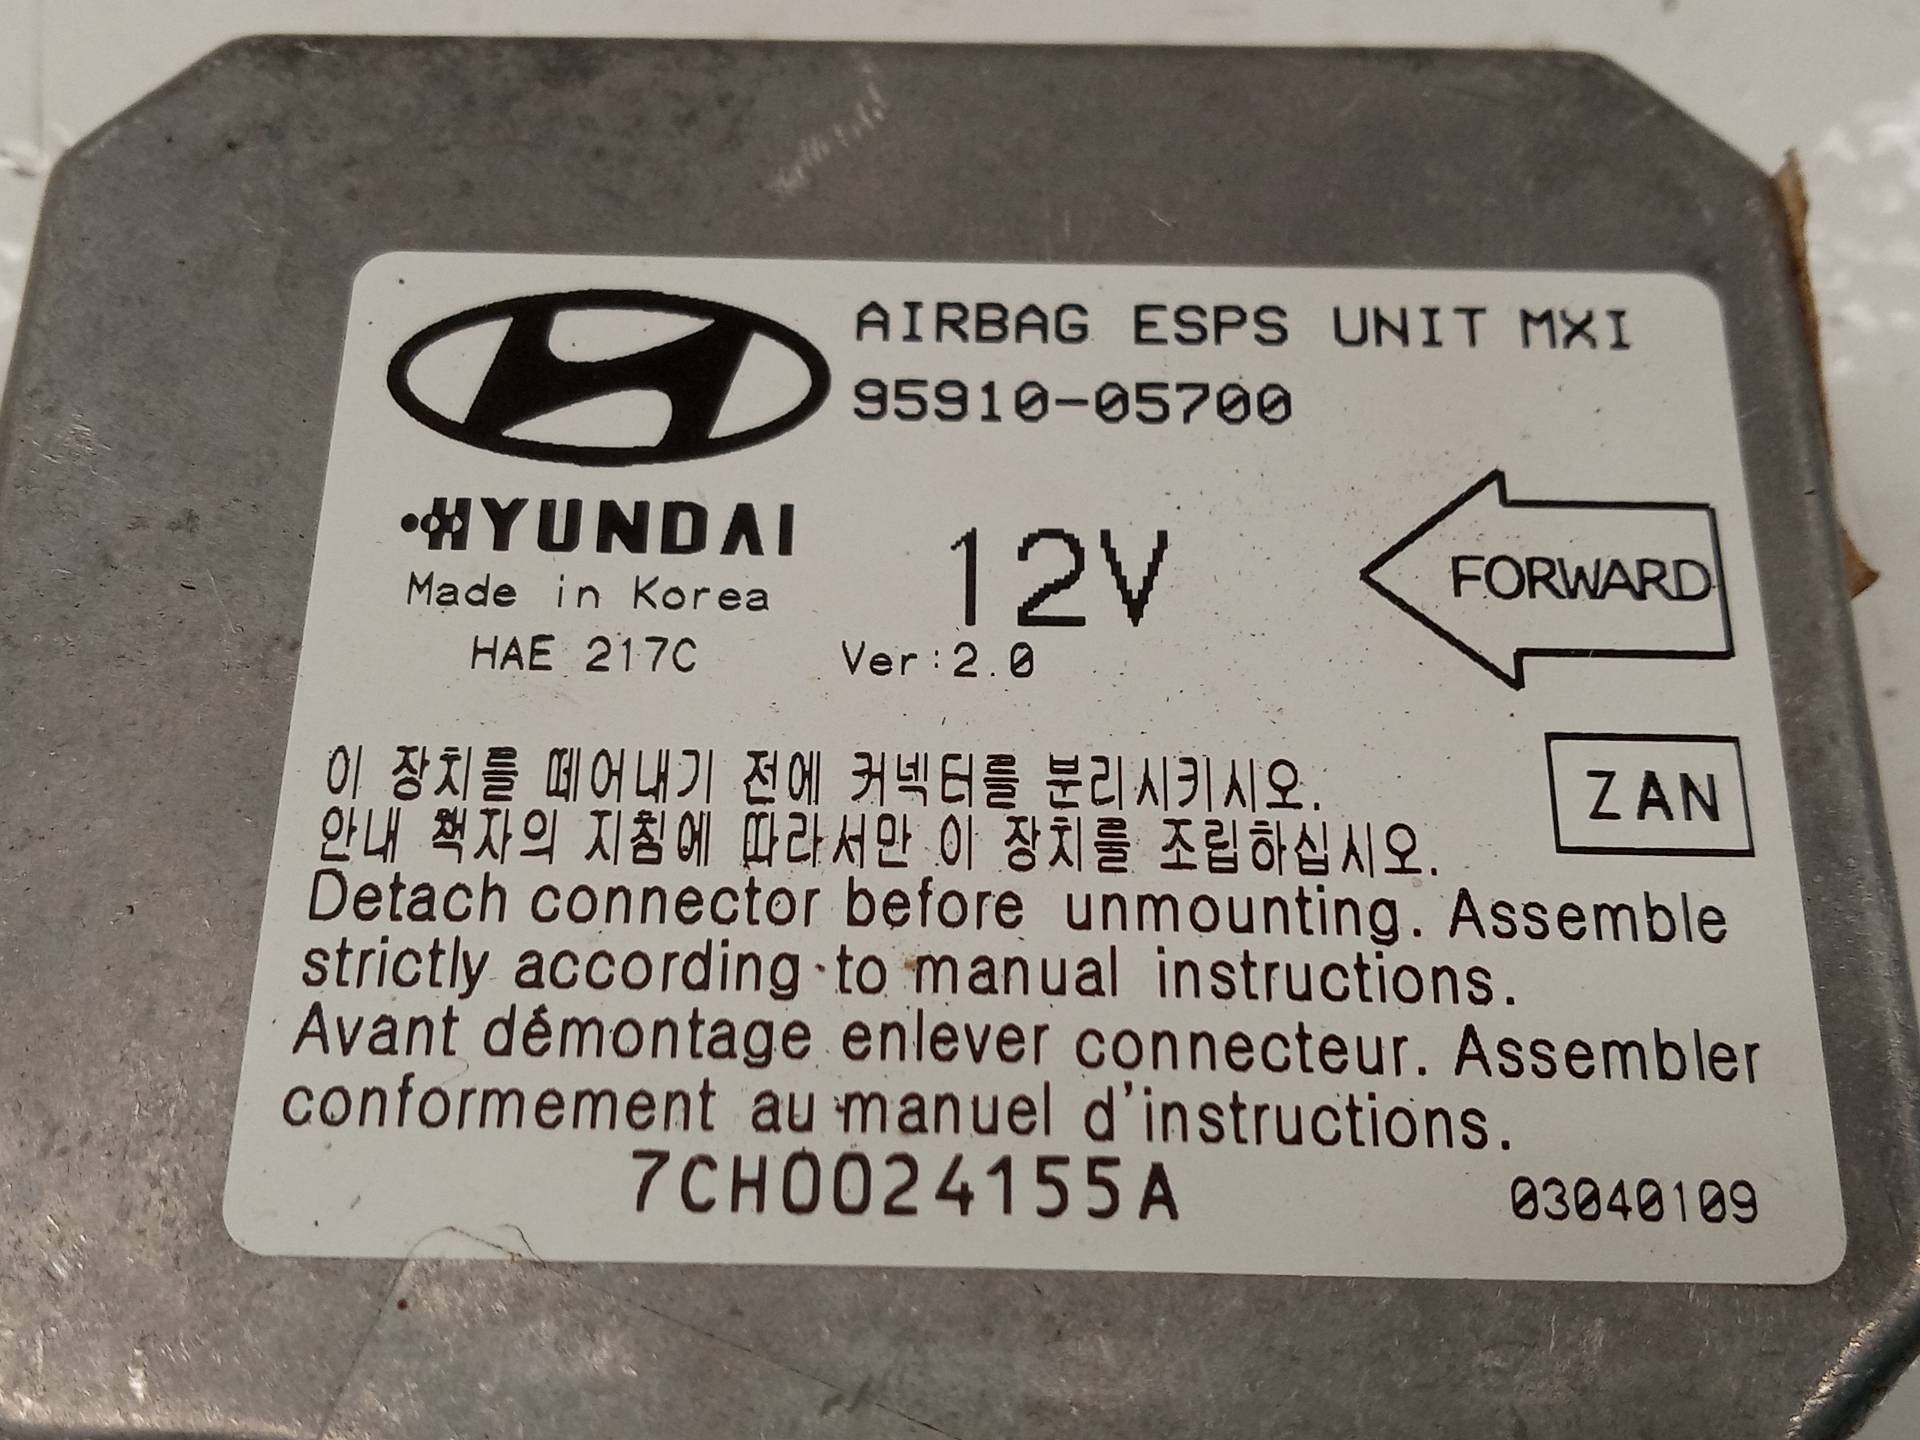 AIRBAG ESPS UNIT MXI
95910-05700
HYUNDAI
Made in Korea
HAE 217C
12V
Ver:2.0
FORWARD
ZAN
이 장치를 떼어내기 전에 커넥터를 분리시키시오.
안내 책자의 지침에 따라서만 이 장치를 조립하십시오.
Detach connector before unmounting. Assemble
strictly according to manual instructions.
Avant démontage enlever connecteur. Assembler
conformement au manuel d'instructions.
7CH0024155A
03040109